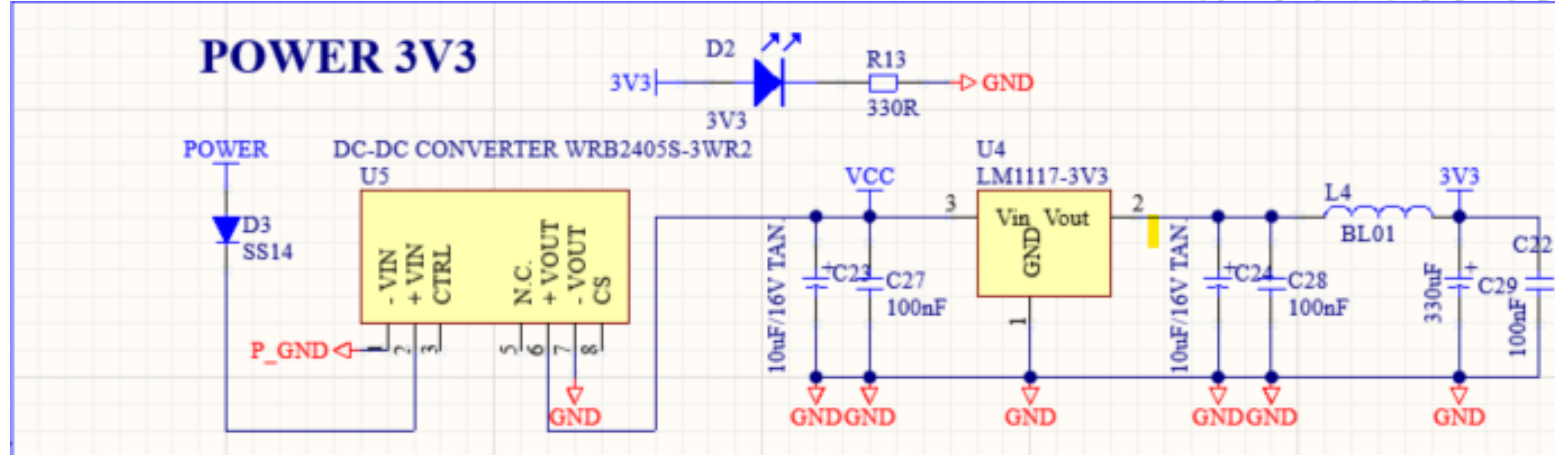 POWER 3V3
D2
3V3
3V3
R13
330R
GND
POWER
D3
SS14
DC-DC CONVERTER WRB2405S-3WR2
U5
- VIN
+ VIN
CTRL
N.C.
+ VOUT
- VOUT
CS
1
2
3
5
6
7
8
P_GND
GND
VCC
10uF/16V TAN.
+
C23
C27
100nF
U4
LM1117-3V3
3
Vin
Vout
GND
2
1
10uF/16V TAN.
+
C24
C28
100nF
L4
BL01
3V3
330uF
+
C29
C22
100nF
GND
GND
GND
GND
GND
GND